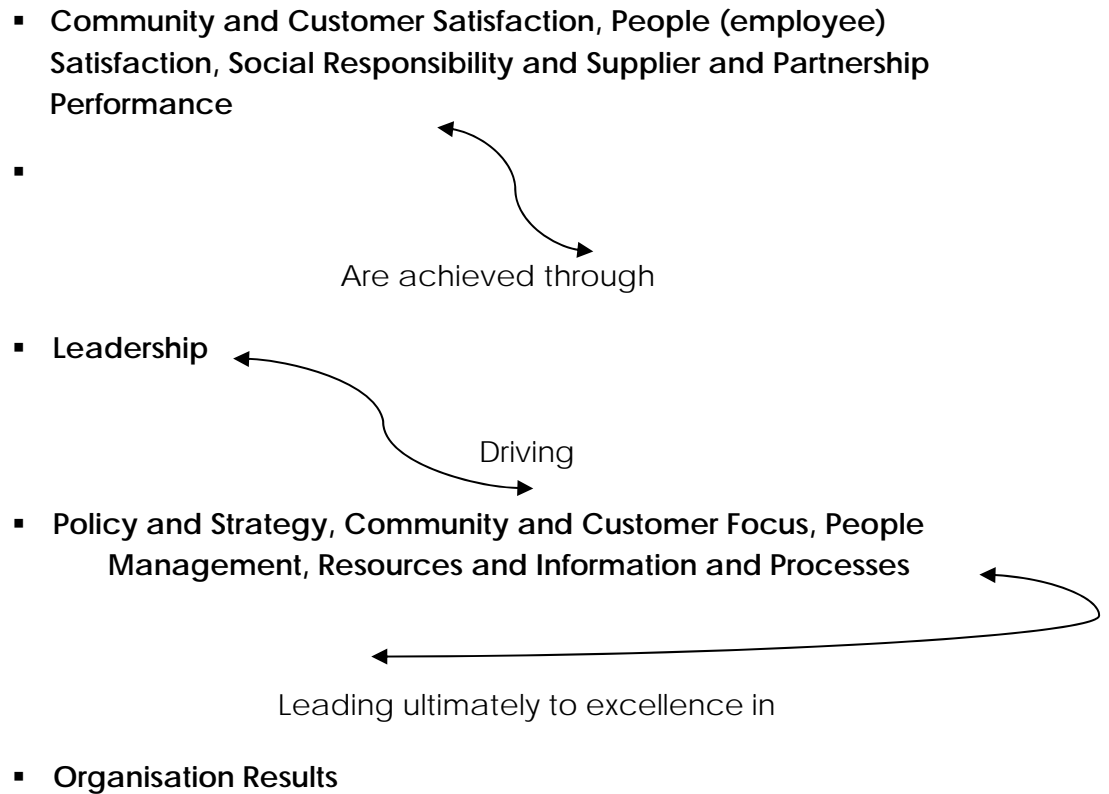 ▪ Community and Customer Satisfaction, People (employee)
Satisfaction, Social Responsibility and Supplier and Partnership
Performance
▪
Are achieved through
▪ Leadership
Driving
▪ Policy and Strategy, Community and Customer Focus, People
Management, Resources and Information and Processes
Leading ultimately to excellence in
▪ Organisation Results